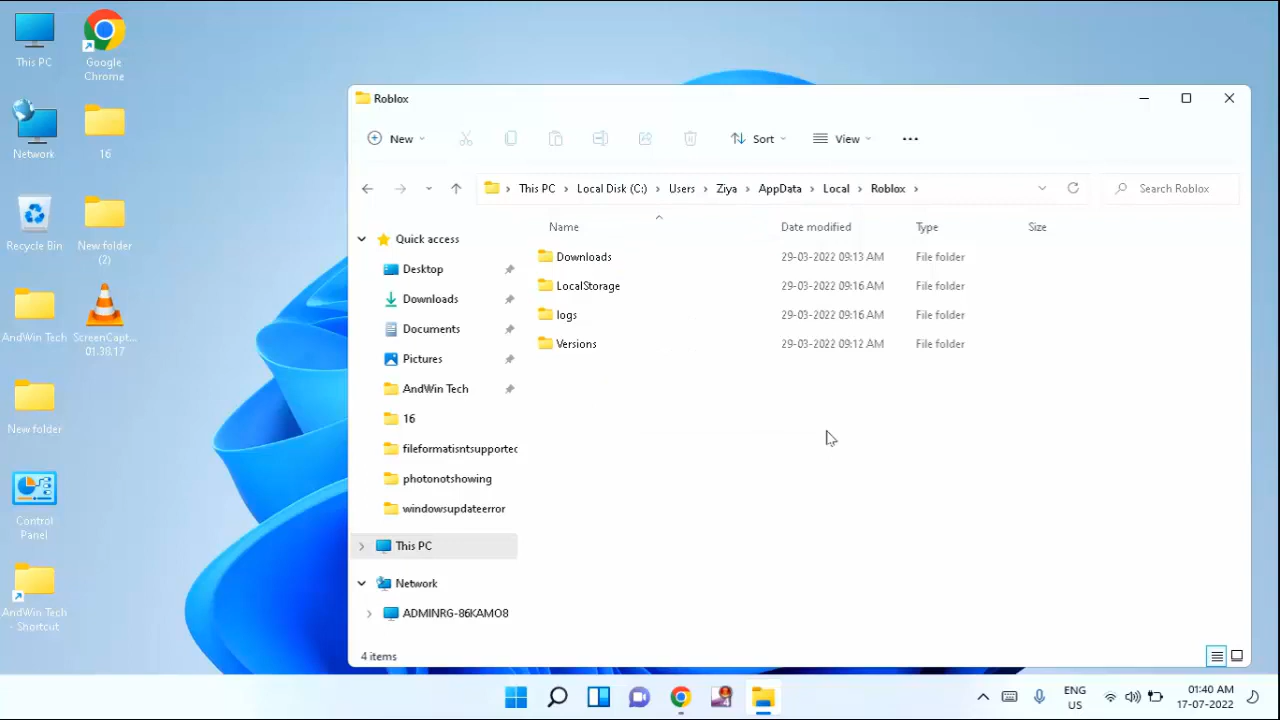 This PC
Google
Chrome
Network
16
Recycle Bin
New folder
(2)
AndWin Tech
ScreenCapt...
01.38.17
New folder
Control
Panel
AndWin Tech
- Shortcut
Roblox
New
Sort
View
This PC
Local Disk (C:)
Users
Ziya
AppData
Local
Roblox
Search Roblox
Name
Date modified
Type
Size
Quick access
Desktop
Downloads
Documents
Pictures
AndWin Tech
16
fileformatisntsupported
photonotshowing
windowsupdateerror
This PC
Network
ADMINRG-86KAMO8
Downloads 29-03-2022 09:13 AM File folder
LocalStorage 29-03-2022 09:16 AM File folder
logs 29-03-2022 09:16 AM File folder
Versions 29-03-2022 09:12 AM File folder
4 items
ENG
US
01:40 AM
17-07-2022